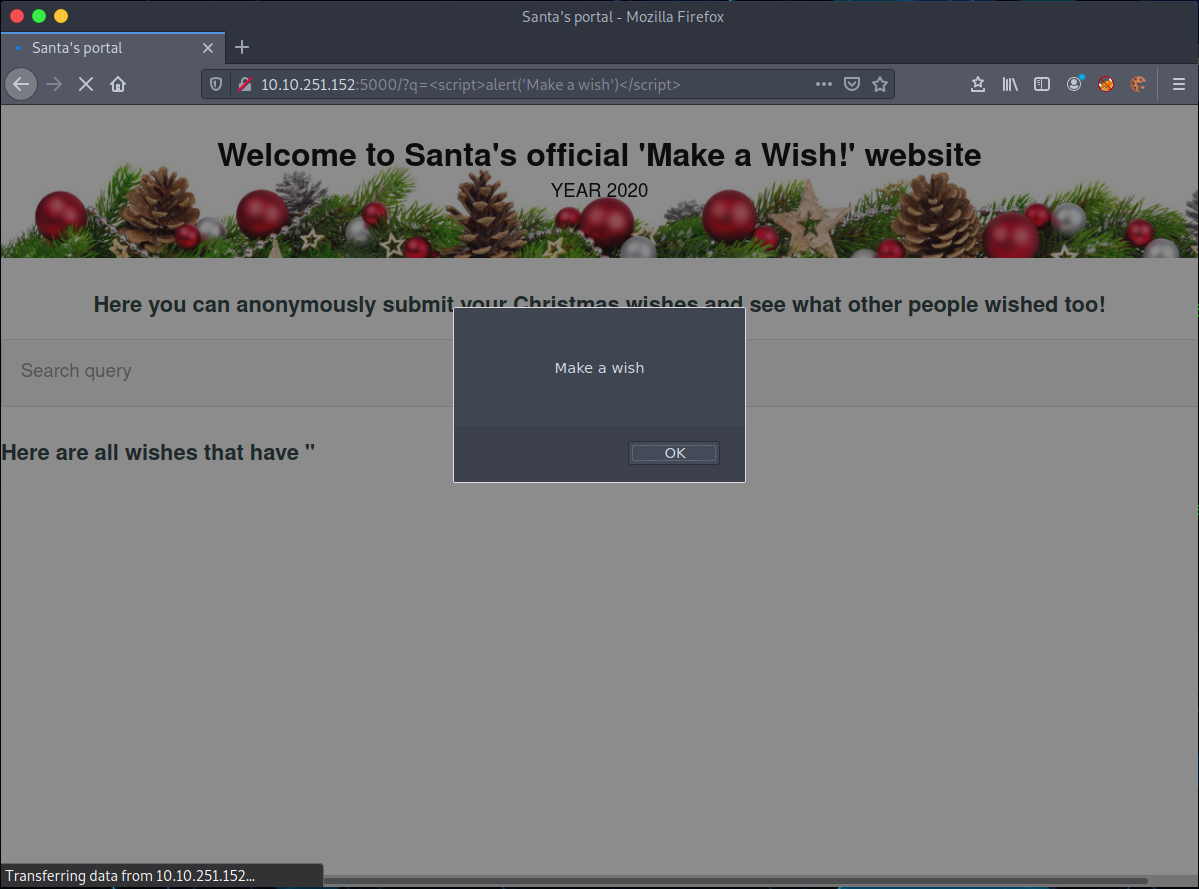 Santa's portal - Mozilla Firefox
Santa's portal
10.10.251.152:5000/?q=<script>alert('Make a wish')</script>
Welcome to Santa's official 'Make a Wish!' website
YEAR 2020
Here you can anonymously submit your Christmas wishes and see what other people wished too!
Make a wish
Search query
OK
Here are all wishes that have ''
Transferring data from 10.10.251.152...